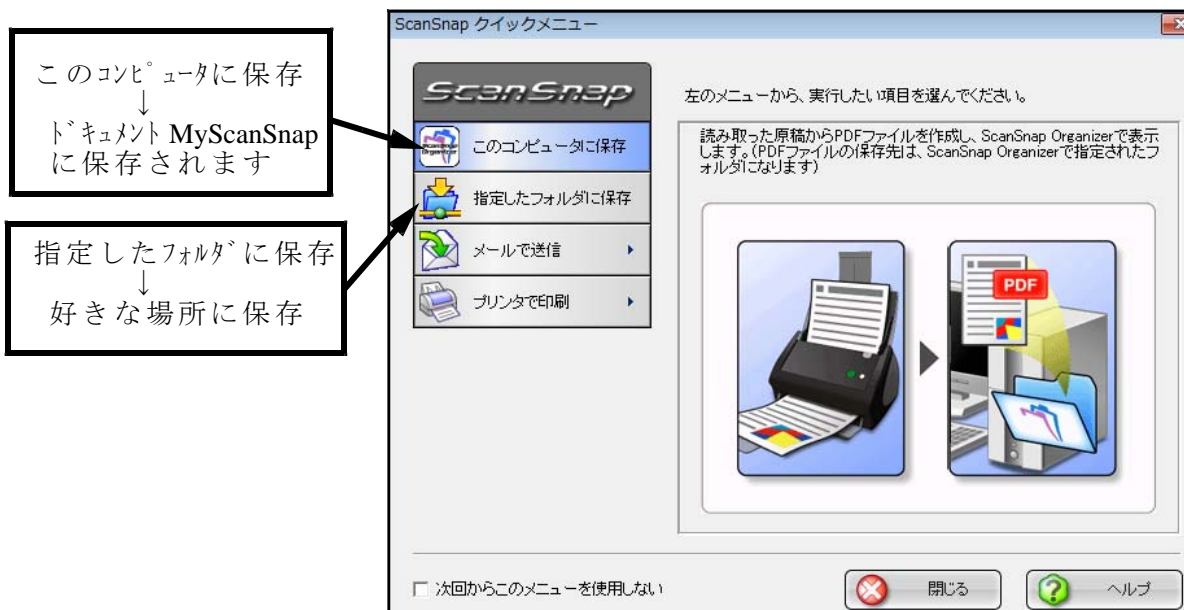 このｺﾝﾋﾟｭｰﾀに保存
↓
ﾄﾞｷｭﾒﾝﾄ MyScanSnap
に保存されます
指定したﾌｫﾙﾀﾞに保存
↓
好きな場所に保存
ScanSnap クイックメニュー
ScanSnap
左のメニューから、実行したい項目を選んでください。
ScanSnap
Organizer
このコンピュータに保存
指定したフォルダに保存
メールで送信
プリンタで印刷
読み取った原稿からPDFファイルを作成し、ScanSnap Organizerで表示
します。(PDFファイルの保存先は、ScanSnap Organizerで指定されたフ
ォルダになります)
PDF
次回からこのメニューを使用しない
閉じる
ヘルプ